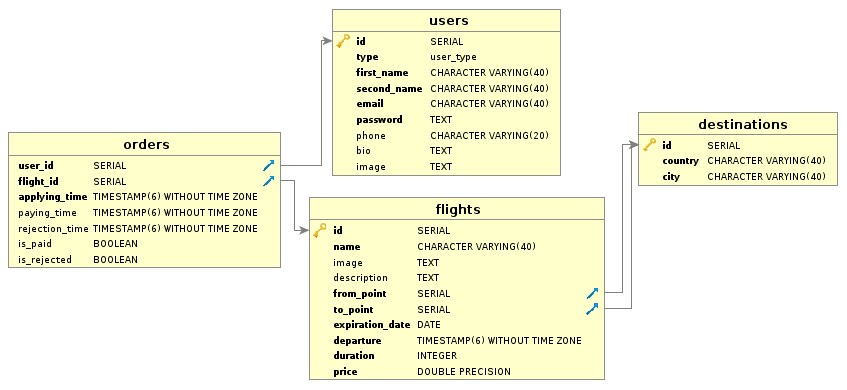 users
id SERIAL
type user_type
first_name CHARACTER VARYING(40)
second_name CHARACTER VARYING(40)
email CHARACTER VARYING(40)
password TEXT
phone CHARACTER VARYING(20)
bio TEXT
image TEXT
destinations
id SERIAL
country CHARACTER VARYING(40)
city CHARACTER VARYING(40)
orders
user_id SERIAL
flight_id SERIAL
applying_time TIMESTAMP(6) WITHOUT TIME ZONE
paying_time TIMESTAMP(6) WITHOUT TIME ZONE
rejection_time TIMESTAMP(6) WITHOUT TIME ZONE
is_paid BOOLEAN
is_rejected BOOLEAN
flights
id SERIAL
name CHARACTER VARYING(40)
image TEXT
description TEXT
from_point SERIAL
to_point SERIAL
expiration_date DATE
departure TIMESTAMP(6) WITHOUT TIME ZONE
duration INTEGER
price DOUBLE PRECISION